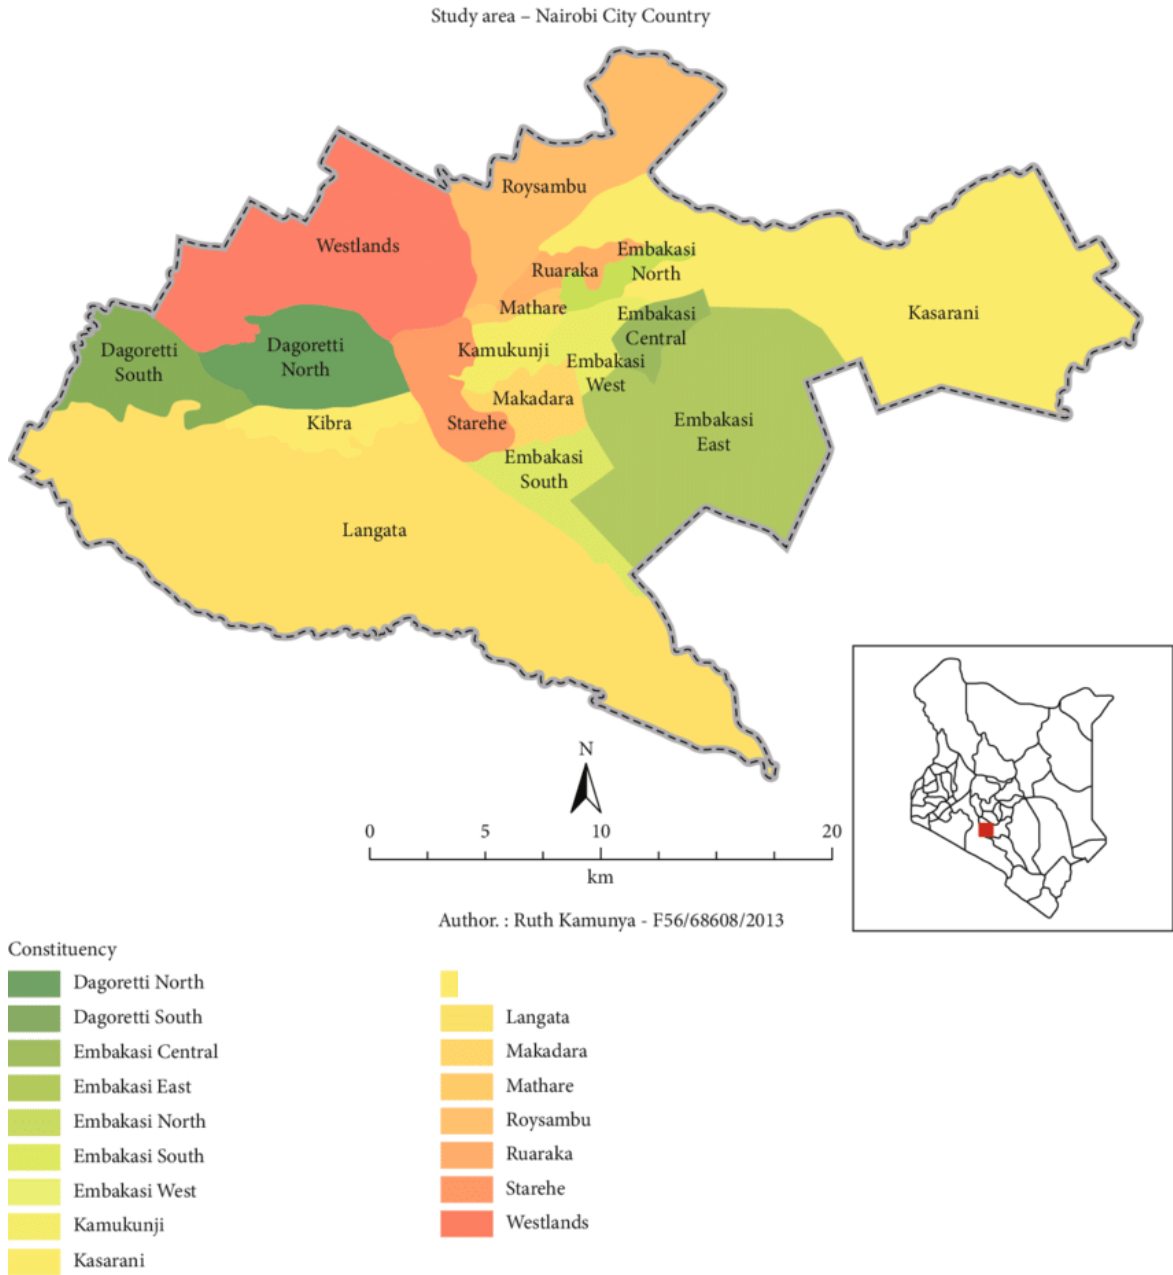 Study area – Nairobi City Country
Roysambu
Westlands
Embakasi
North
Ruaraka
Mathare
Embakasi
Central
Kasarani
Dagoretti
South
Dagoretti
North
Kamukunji
Embakasi
West
Makadara
Kibra
Starehe
Embakasi
East
Embakasi
South
Langata
N
0 5 10 20
km
Author. : Ruth Kamunya - F56/68608/2013
Constituency
Dagoretti North
Dagoretti South
Embakasi Central
Embakasi East
Embakasi North
Embakasi South
Embakasi West
Kamukunji
Kasarani
Langata
Makadara
Mathare
Roysambu
Ruaraka
Starehe
Westlands